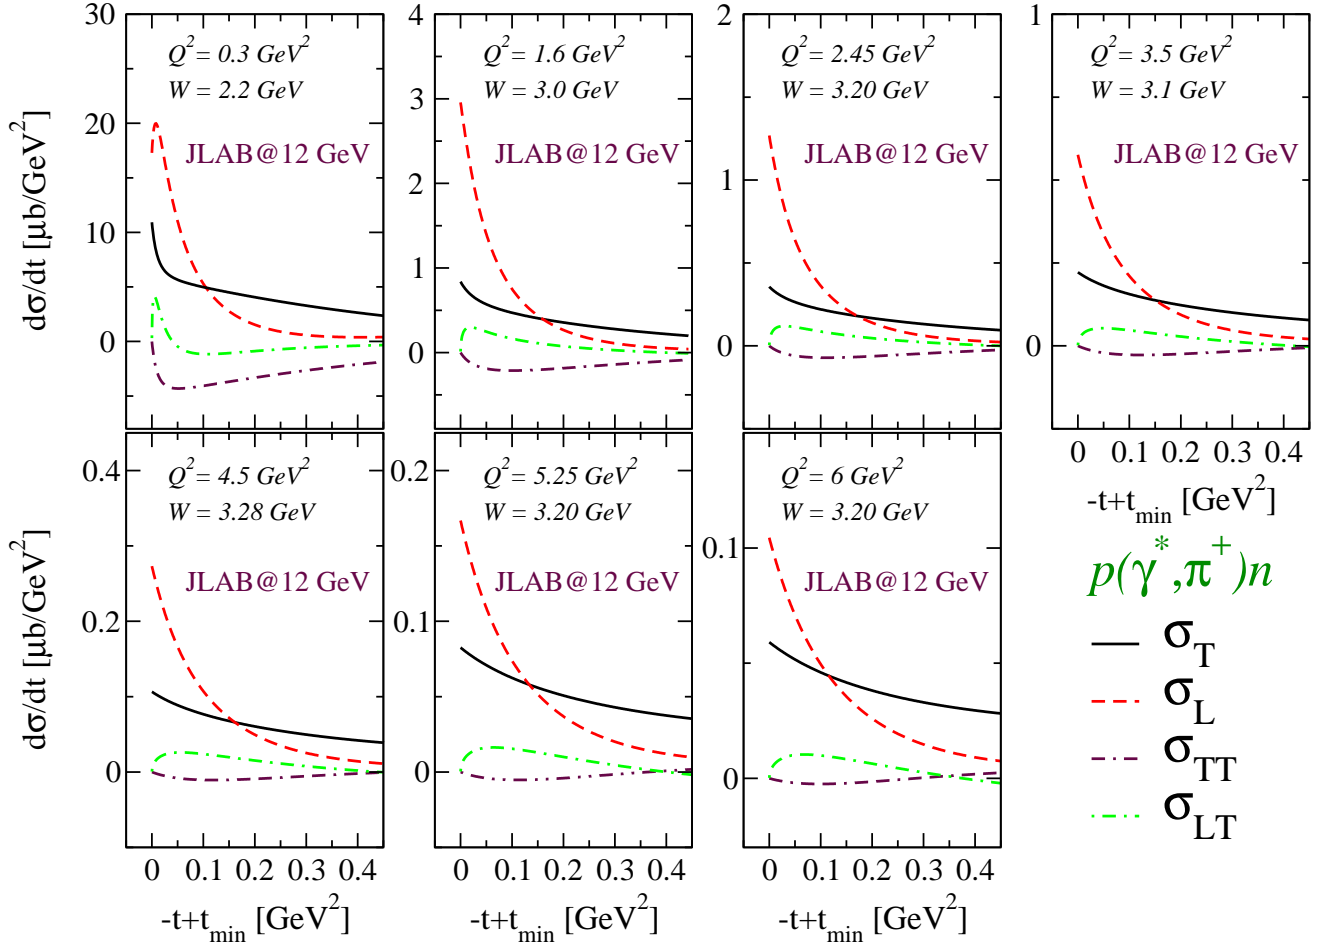 30
20
10
0
dσ/dt [μb/GeV²]
Q² = 0.3 GeV²
W = 2.2 GeV
JLAB@12 GeV
4
3
2
1
0
Q² = 1.6 GeV²
W = 3.0 GeV
JLAB@12 GeV
2
1
0
Q² = 2.45 GeV²
W = 3.20 GeV
JLAB@12 GeV
1
0
Q² = 3.5 GeV²
W = 3.1 GeV
JLAB@12 GeV
0 0.1 0.2 0.3 0.4
-t+t_min [GeV²]
0.4
0.2
0
dσ/dt [μb/GeV²]
Q² = 4.5 GeV²
W = 3.28 GeV
JLAB@12 GeV
0 0.1 0.2 0.3 0.4
-t+t_min [GeV²]
0.2
0.1
0
Q² = 5.25 GeV²
W = 3.20 GeV
JLAB@12 GeV
0 0.1 0.2 0.3 0.4
-t+t_min [GeV²]
0.1
0
Q² = 6 GeV²
W = 3.20 GeV
JLAB@12 GeV
0 0.1 0.2 0.3 0.4
-t+t_min [GeV²]
p(γ*,π⁺)n
σ_T
σ_L
σ_TT
σ_LT